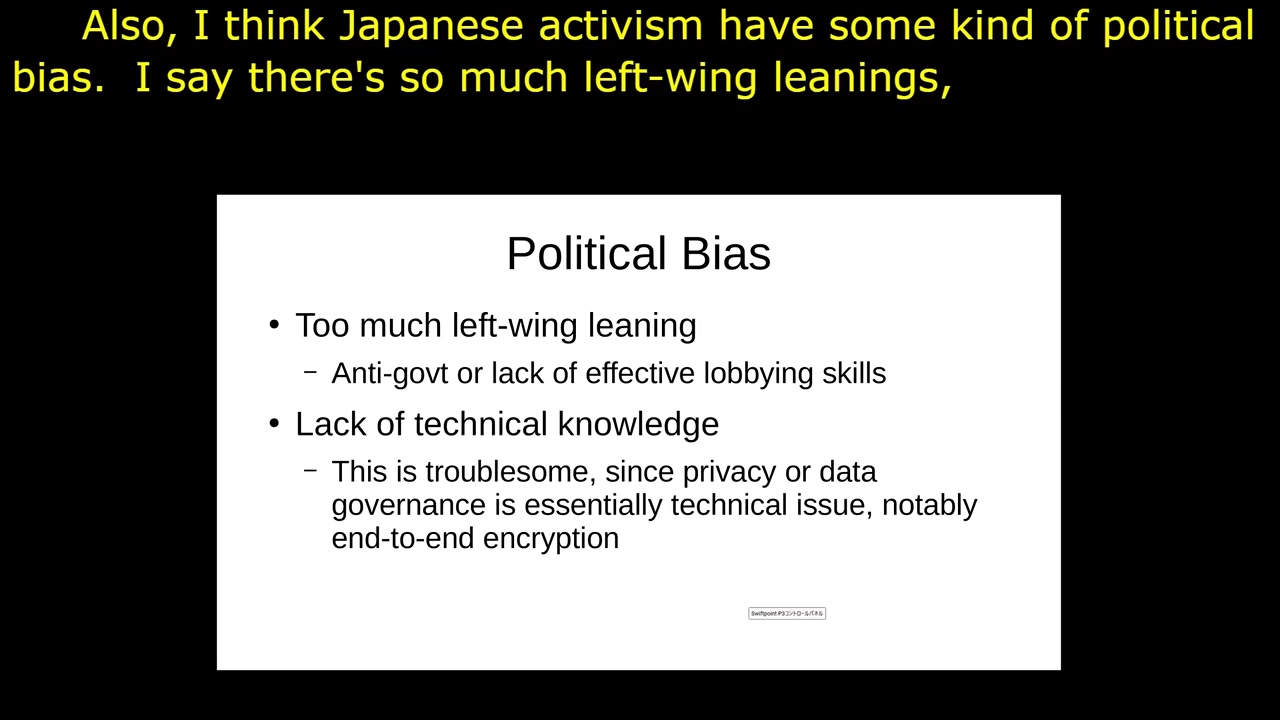 Also, I think Japanese activism have some kind of political
bias.  I say there's so much left-wing leanings,
Political Bias
• Too much left-wing leaning
– Anti-govt or lack of effective lobbying skills
• Lack of technical knowledge
– This is troublesome, since privacy or data
governance is essentially technical issue, notably
end-to-end encryption
Swiftpoint P3コントロールパネル